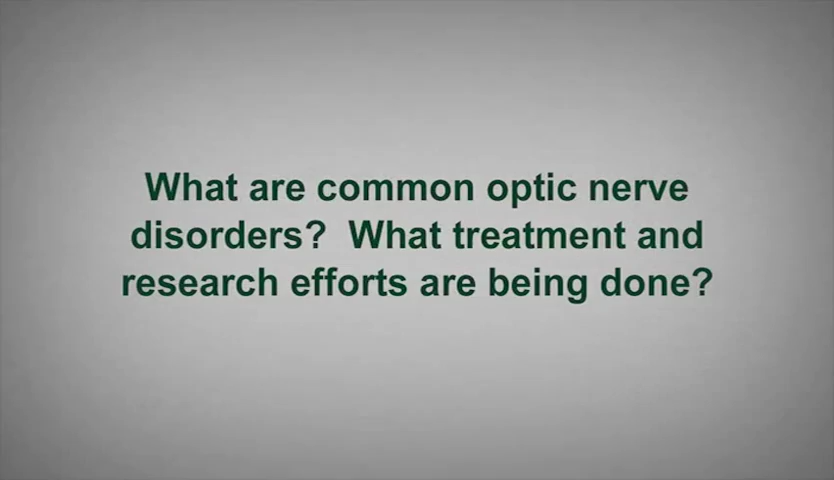 What are common optic nerve
disorders?  What treatment and
research efforts are being done?